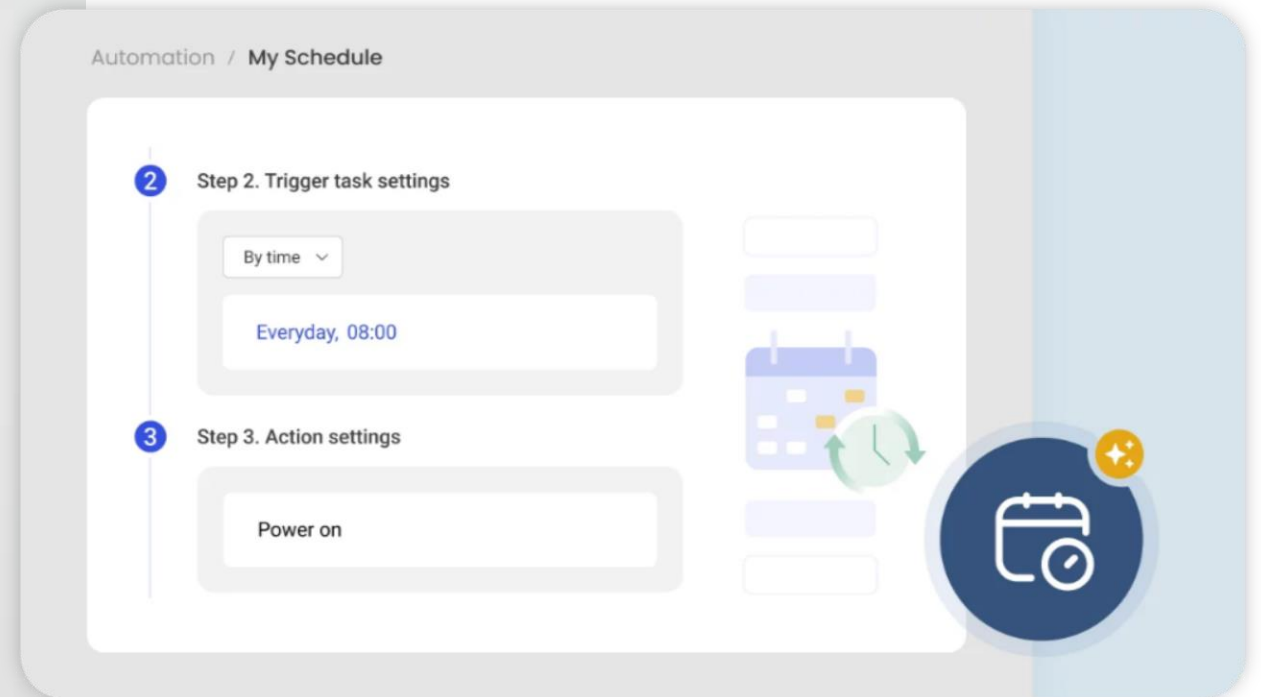 Automation / My Schedule
2 Step 2. Trigger task settings
By time
Everyday, 08:00
3 Step 3. Action settings
Power on